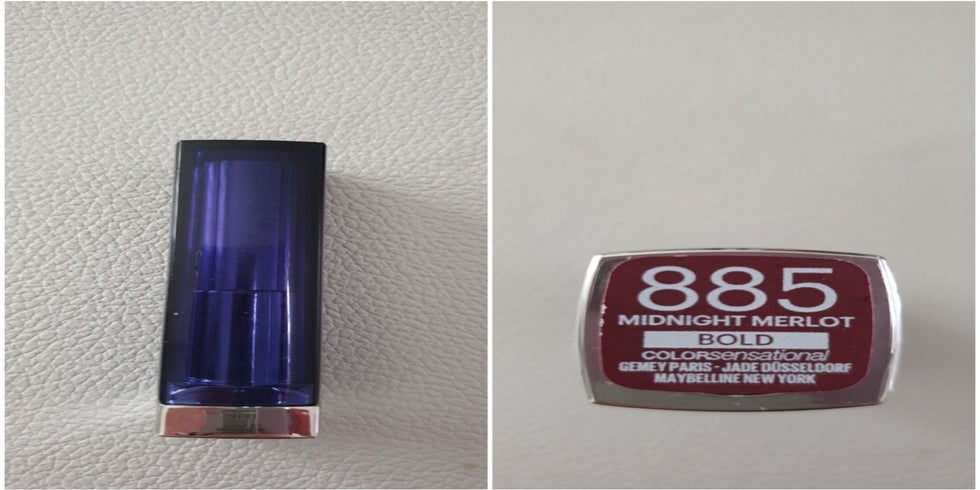 885
MIDNIGHT MERLOT
BOLD
COLORsensational
GEMEY PARIS - JADE DÜSSELDORF
MAYBELLINE NEW YORK